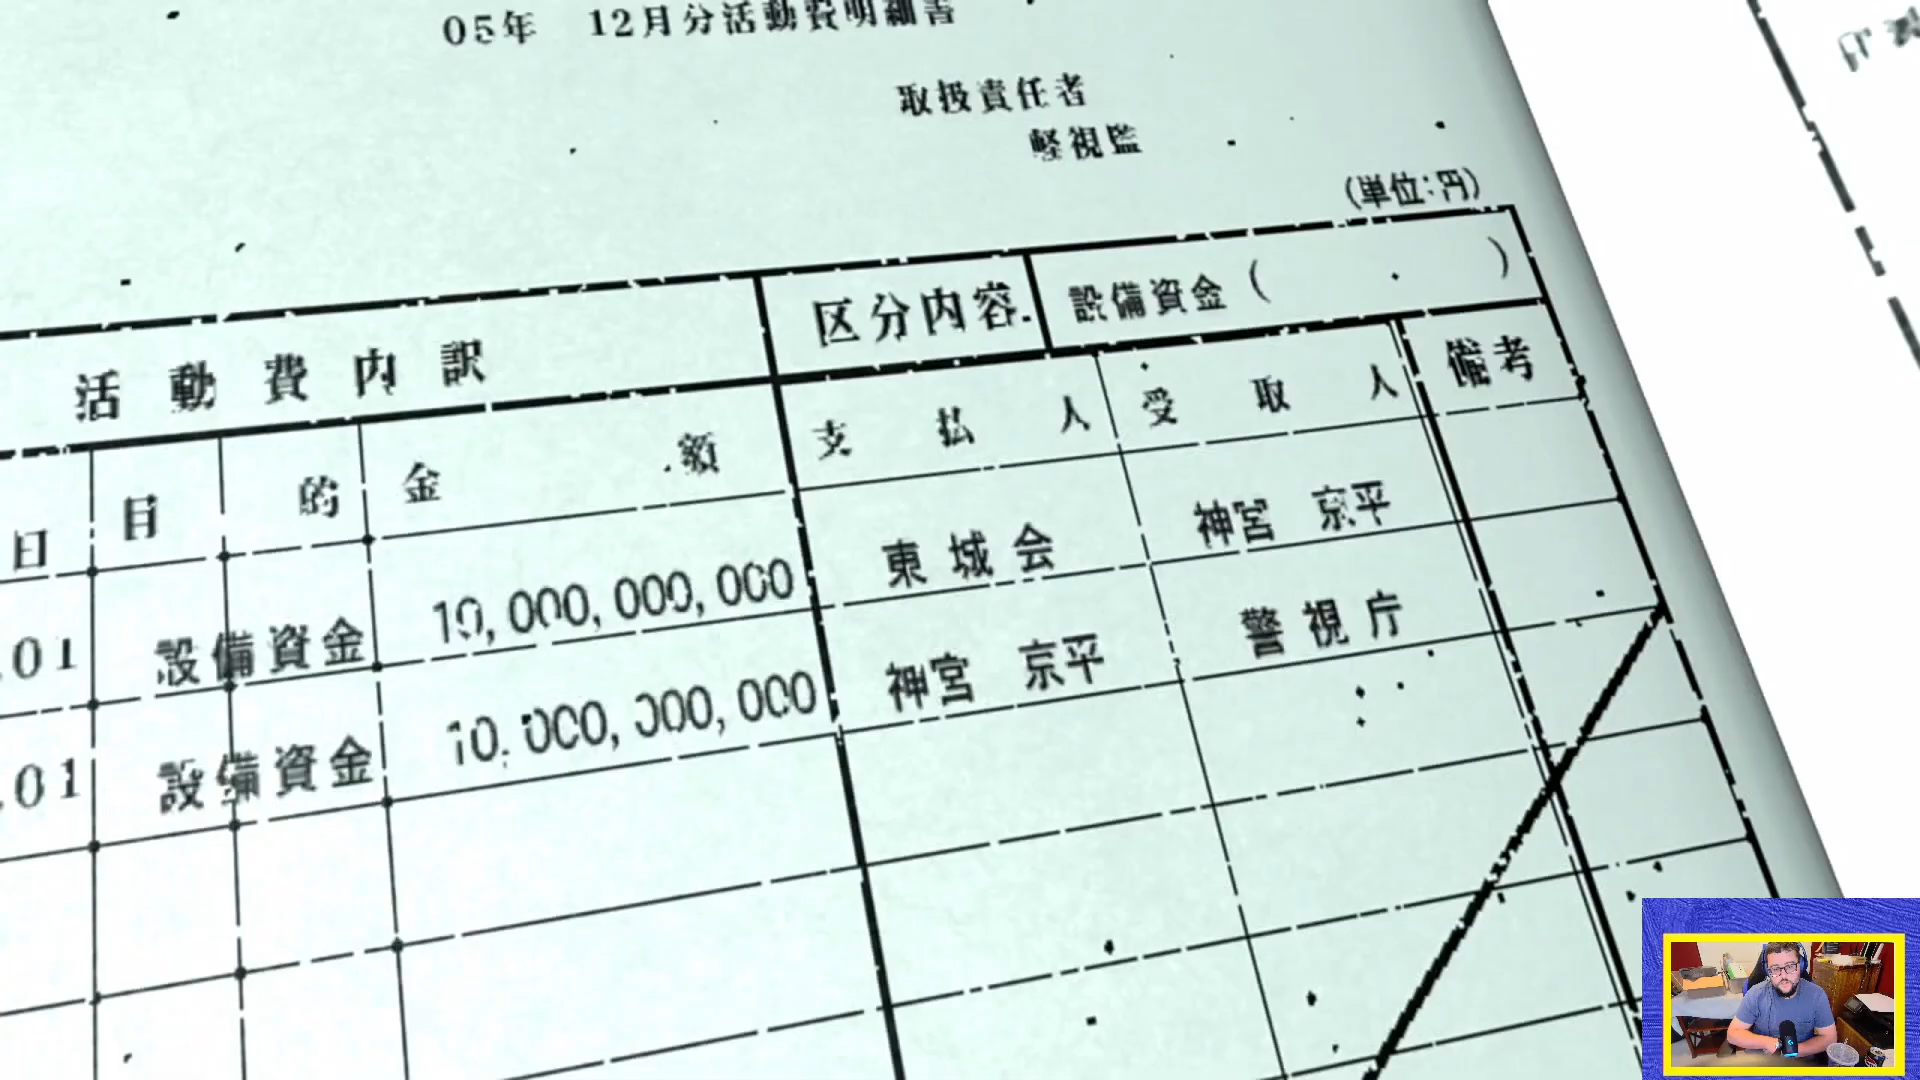 05年 12月分活動費明細書
取扱責任者
軽視監
(単位:円)
活動費内訳 区分内容 設備資金( )
日 目的 金額 支払人 受取人 備考
.01 設備資金 10,000,000,000 東城会 神宮 京平
.01 設備資金 10,000,000,000 神宮 京平 警視庁